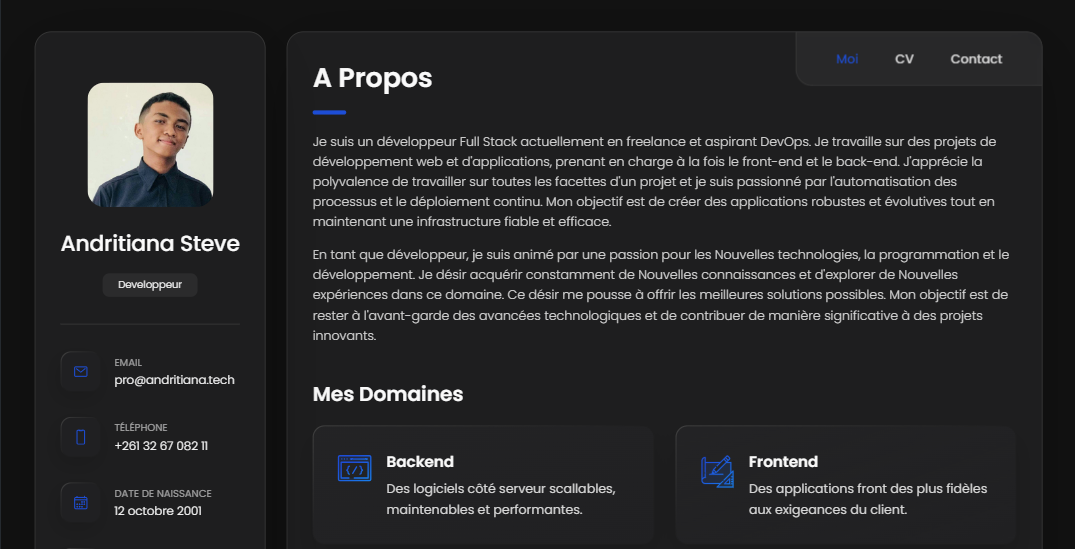 Andritiana Steve
Developpeur
EMAIL
pro@andritiana.tech
TÉLÉPHONE
+261 32 67 082 11
DATE DE NAISSANCE
12 octobre 2001
Moi
CV
Contact
A Propos
Je suis un développeur Full Stack actuellement en freelance et aspirant DevOps. Je travaille sur des projets de
développement web et d'applications, prenant en charge à la fois le front-end et le back-end. J'apprécie la
polyvalence de travailler sur toutes les facettes d'un projet et je suis passionné par l'automatisation des
processus et le déploiement continu. Mon objectif est de créer des applications robustes et évolutives tout en
maintenant une infrastructure fiable et efficace.
En tant que développeur, je suis animé par une passion pour les Nouvelles technologies, la programmation et le
développement. Je désir acquérir constamment de Nouvelles connaissances et d'explorer de Nouvelles
expériences dans ce domaine. Ce désir me pousse à offrir les meilleures solutions possibles. Mon objectif est de
rester à l'avant-garde des avancées technologiques et de contribuer de manière significative à des projets
innovants.
Mes Domaines
Backend
Des logiciels côté serveur scallables,
maintenables et performantes.
Frontend
Des applications front des plus fidèles
aux exigeances du client.